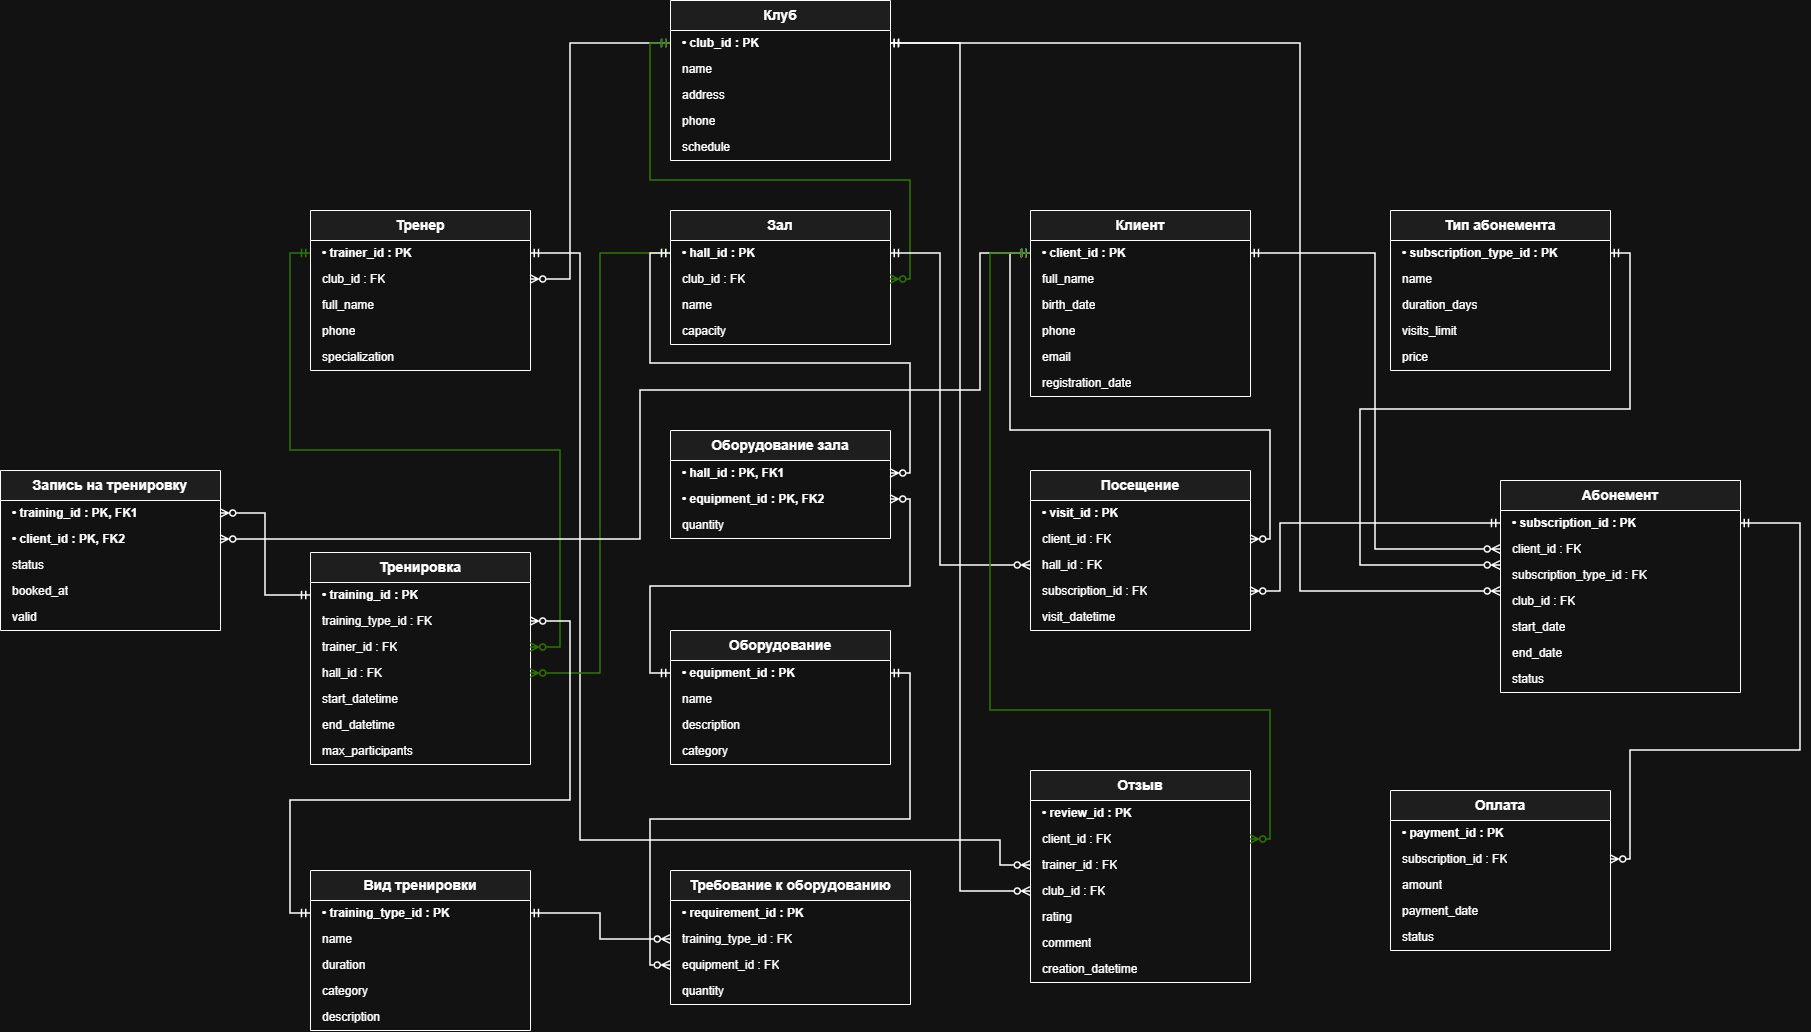 Клуб
• club_id : PK
name
address
phone
schedule
Тренер
• trainer_id : PK
club_id : FK
full_name
phone
specialization
Зал
• hall_id : PK
club_id : FK
name
capacity
Клиент
• client_id : PK
full_name
birth_date
phone
email
registration_date
Тип абонемента
• subscription_type_id : PK
name
duration_days
visits_limit
price
Оборудование зала
• hall_id : PK, FK1
• equipment_id : PK, FK2
quantity
Запись на тренировку
• training_id : PK, FK1
• client_id : PK, FK2
status
booked_at
valid
Посещение
• visit_id : PK
client_id : FK
hall_id : FK
subscription_id : FK
visit_datetime
Абонемент
• subscription_id : PK
client_id : FK
subscription_type_id : FK
club_id : FK
start_date
end_date
status
Тренировка
• training_id : PK
training_type_id : FK
trainer_id : FK
hall_id : FK
start_datetime
end_datetime
max_participants
Оборудование
• equipment_id : PK
name
description
category
Отзыв
• review_id : PK
client_id : FK
trainer_id : FK
club_id : FK
rating
comment
creation_datetime
Оплата
• payment_id : PK
subscription_id : FK
amount
payment_date
status
Вид тренировки
• training_type_id : PK
name
duration
category
description
Требование к оборудованию
• requirement_id : PK
training_type_id : FK
equipment_id : FK
quantity